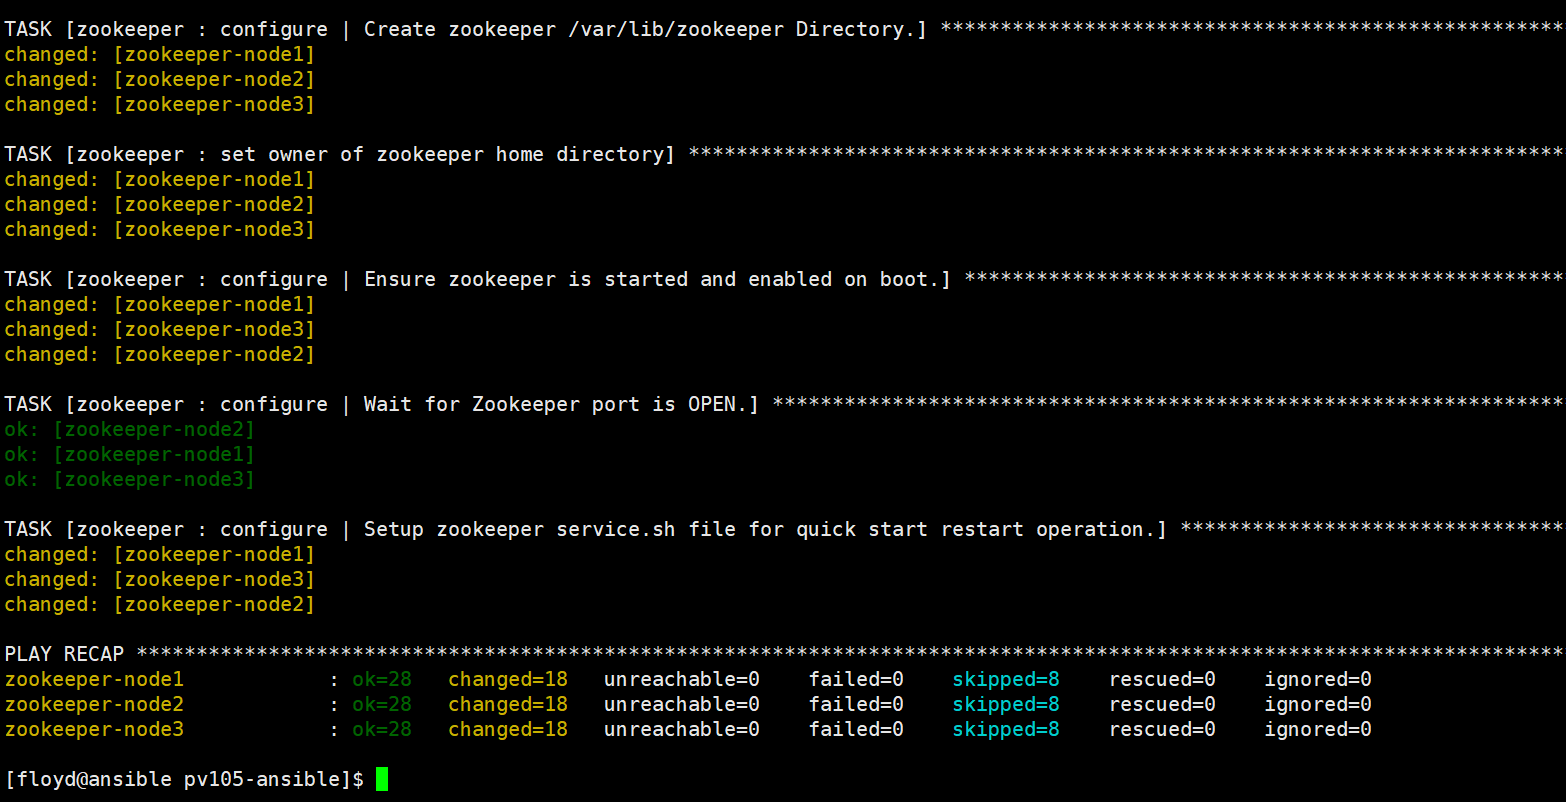 TASK [zookeeper : configure | Create zookeeper /var/lib/zookeeper Directory.] ****************************************************
changed: [zookeeper-node1]
changed: [zookeeper-node2]
changed: [zookeeper-node3]
TASK [zookeeper : set owner of zookeeper home directory] *************************************************************************
changed: [zookeeper-node1]
changed: [zookeeper-node2]
changed: [zookeeper-node3]
TASK [zookeeper : configure | Ensure zookeeper is started and enabled on boot.] **************************************************
changed: [zookeeper-node1]
changed: [zookeeper-node3]
changed: [zookeeper-node2]
TASK [zookeeper : configure | Wait for Zookeeper port is OPEN.] ******************************************************************
ok: [zookeeper-node2]
ok: [zookeeper-node1]
ok: [zookeeper-node3]
TASK [zookeeper : configure | Setup zookeeper service.sh file for quick start restart operation.] ********************************
changed: [zookeeper-node1]
changed: [zookeeper-node3]
changed: [zookeeper-node2]
PLAY RECAP ***********************************************************************************************************************
zookeeper-node1            : ok=28   changed=18   unreachable=0    failed=0    skipped=8    rescued=0    ignored=0
zookeeper-node2            : ok=28   changed=18   unreachable=0    failed=0    skipped=8    rescued=0    ignored=0
zookeeper-node3            : ok=28   changed=18   unreachable=0    failed=0    skipped=8    rescued=0    ignored=0
[floyd@ansible pv105-ansible]$